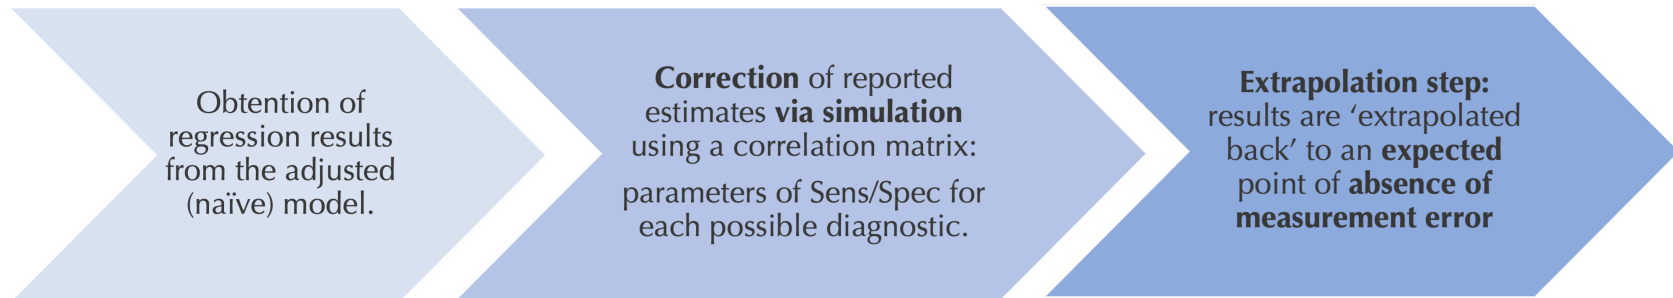 Obtention of
regression results
from the adjusted
(naïve) model.
Correction of reported
estimates via simulation
using a correlation matrix:
parameters of Sens/Spec for
each possible diagnostic.
Extrapolation step:
results are ‘extrapolated
back’ to an expected
point of absence of
measurement error